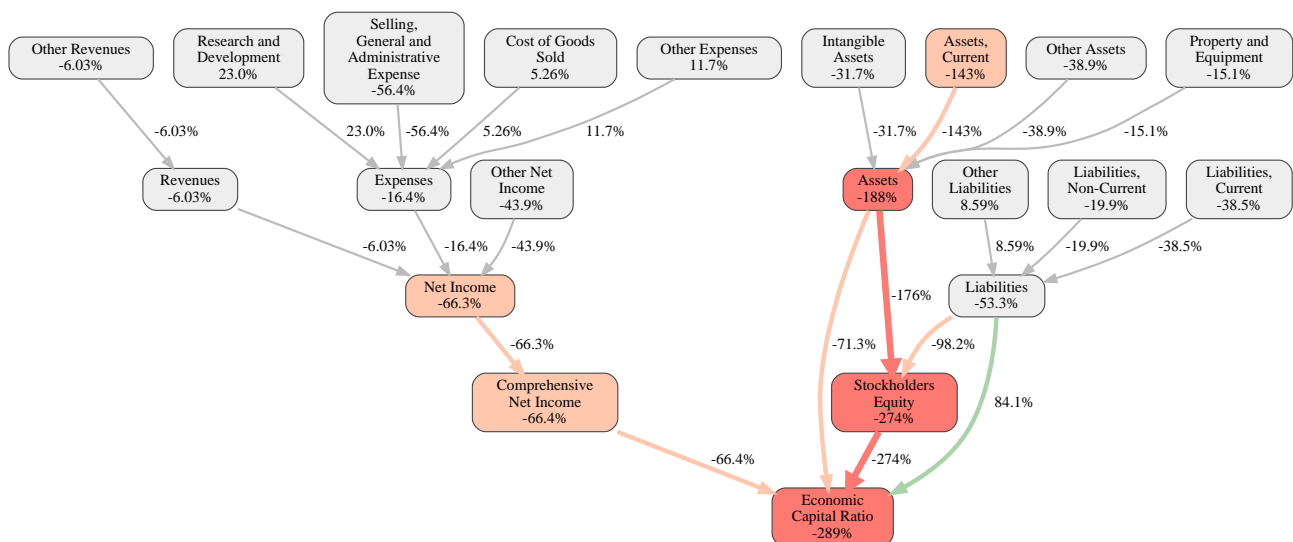 Other Revenues
-6.03%
Research and
Development
23.0%
Selling,
General and
Administrative
Expense
-56.4%
Cost of Goods
Sold
5.26%
Other Expenses
11.7%
Intangible
Assets
-31.7%
Assets,
Current
-143%
Other Assets
-38.9%
Property and
Equipment
-15.1%
-6.03%
23.0%
-56.4%
5.26%
11.7%
-31.7%
-143%
-38.9%
-15.1%
Revenues
-6.03%
Expenses
-16.4%
Other Net
Income
-43.9%
Assets
-188%
Other
Liabilities
8.59%
Liabilities,
Non-Current
-19.9%
Liabilities,
Current
-38.5%
-6.03%
-16.4%
-43.9%
8.59%
-19.9%
-38.5%
Net Income
-66.3%
-176%
Liabilities
-53.3%
-66.3%
-71.3%
-98.2%
Comprehensive
Net Income
-66.4%
Stockholders
Equity
-274%
84.1%
-66.4%
-274%
Economic
Capital Ratio
-289%